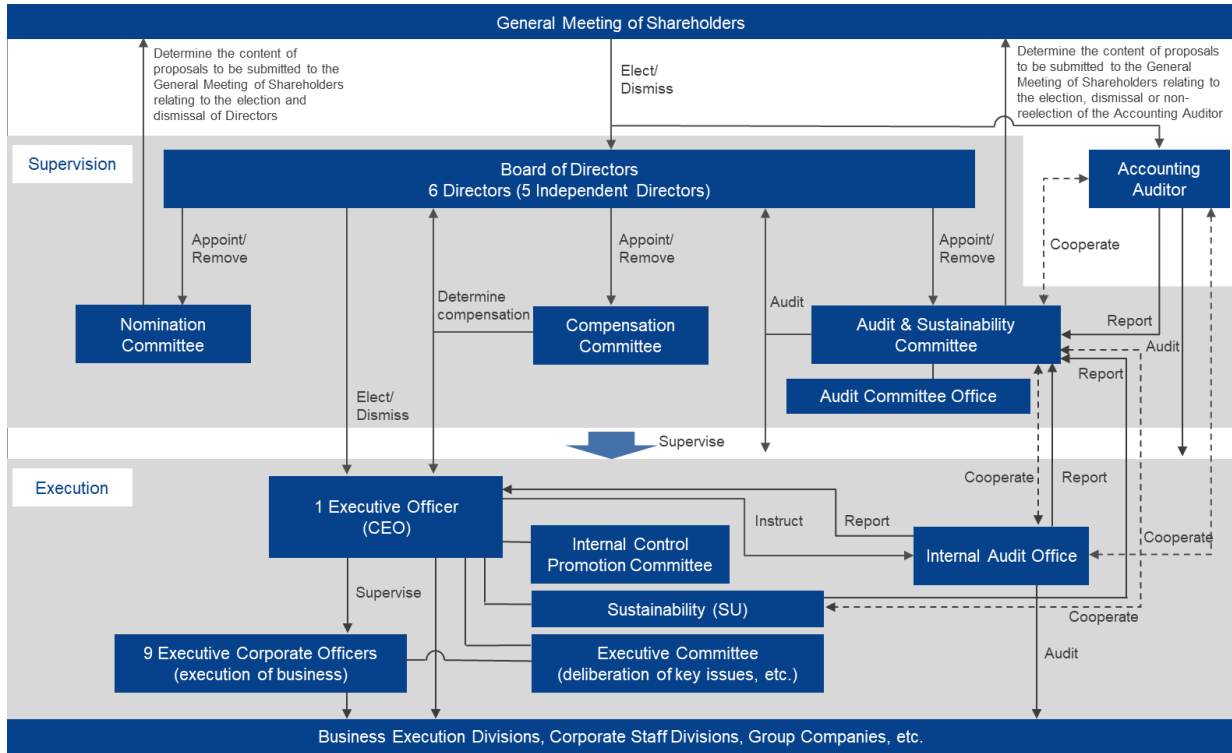 General Meeting of Shareholders
Determine the content of
proposals to be submitted to the
General Meeting of Shareholders
relating to the election and
dismissal of Directors
Elect/
Dismiss
Determine the content of proposals
to be submitted to the General
Meeting of Shareholders relating to
the election, dismissal or non-
reelection of the Accounting Auditor
Supervision
Board of Directors
6 Directors (5 Independent Directors)
Accounting
Auditor
Appoint/
Remove
Appoint/
Remove
Appoint/
Remove
Cooperate
Nomination
Committee
Determine
compensation
Compensation
Committee
Audit
Audit & Sustainability
Committee
Report
Audit
Report
Audit Committee Office
Elect/
Dismiss
Supervise
Execution
1 Executive Officer
(CEO)
Instruct
Report
Cooperate
Report
Internal Control
Promotion Committee
Internal Audit Office
Cooperate
Supervise
Sustainability (SU)
Cooperate
9 Executive Corporate Officers
(execution of business)
Executive Committee
(deliberation of key issues, etc.)
Audit
Business Execution Divisions, Corporate Staff Divisions, Group Companies, etc.